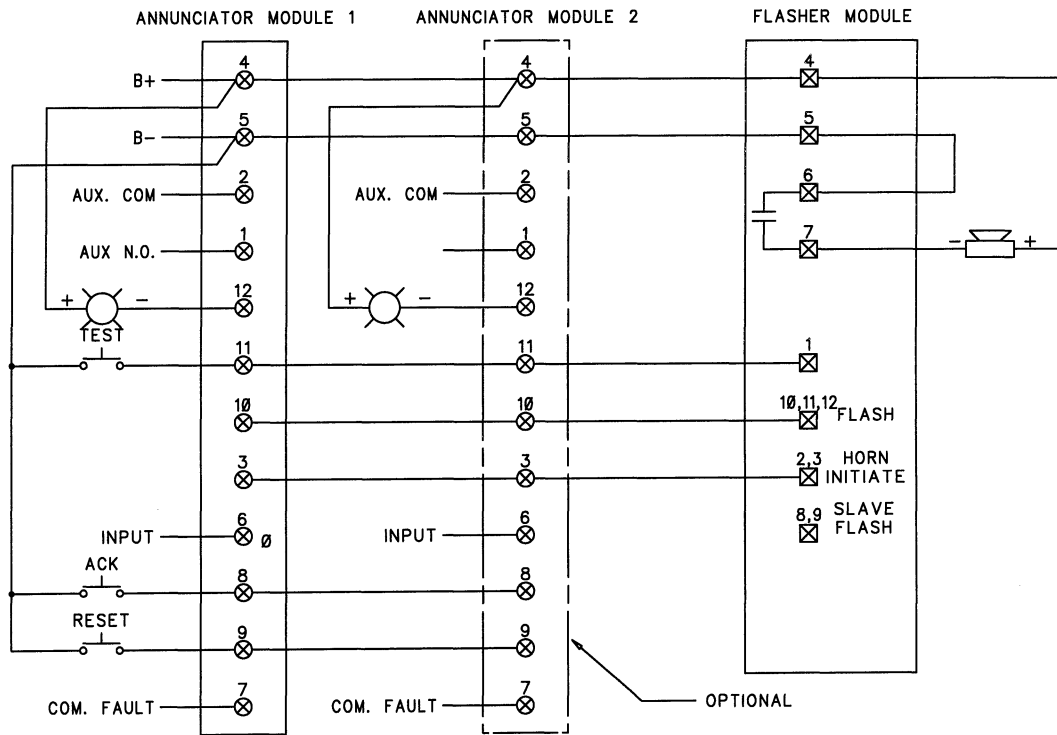 ANNUNCIATOR MODULE 1 ANNUNCIATOR MODULE 2 FLASHER MODULE
4 4 4
B+
5 5 5
B-
2 2 6
AUX. COM AUX. COM
1 1 7
AUX N.O. - +
12 12
+ - + -
TEST
11 11 1
10 10 10,11,12 FLASH
3 3 2,3 HORN
INITIATE
6 6 8,9 SLAVE
FLASH
INPUT Ø INPUT
ACK 8 8
RESET 9 9
7 7
COM. FAULT COM. FAULT OPTIONAL